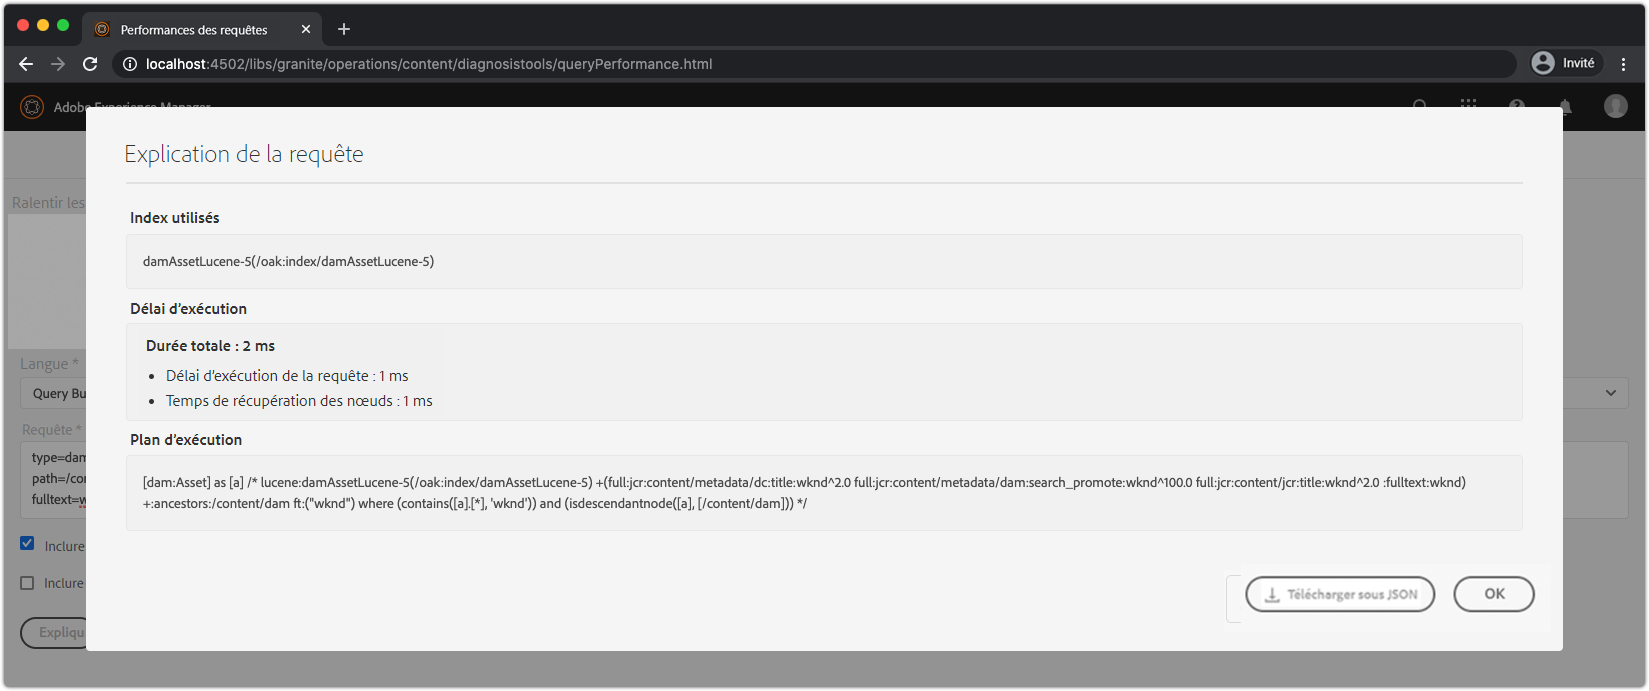 Performances des requêtes
localhost:4502/libs/granite/operations/content/diagnosistools/queryPerformance.html
Invité
Adobe Experience Manager
Explication de la requête
Ralentir les
Index utilisés
damAssetLucene-5(/oak:index/damAssetLucene-5)
Délai d'exécution
Durée totale : 2 ms
• Délai d'exécution de la requête : 1 ms
• Temps de récupération des nœuds : 1 ms
Langue *
Query Bu
Requête *
type=dam
path=/con
fulltext=w
Plan d'exécution
[dam:Asset] as [a] /* lucene:damAssetLucene-5(/oak:index/damAssetLucene-5) +(full:jcr:content/metadata/dc:title:wknd^2.0 full:jcr:content/metadata/dam:search_promote:wknd^100.0 full:jcr:content/jcr:title:wknd^2.0 :fulltext:wknd)
+:ancestors:/content/dam ft:("wknd") where (contains([a].[*], 'wknd')) and (isdescendantnode([a], [/content/dam])) */
Inclure
Inclure
Expliqu
Télécharger sous JSON
OK